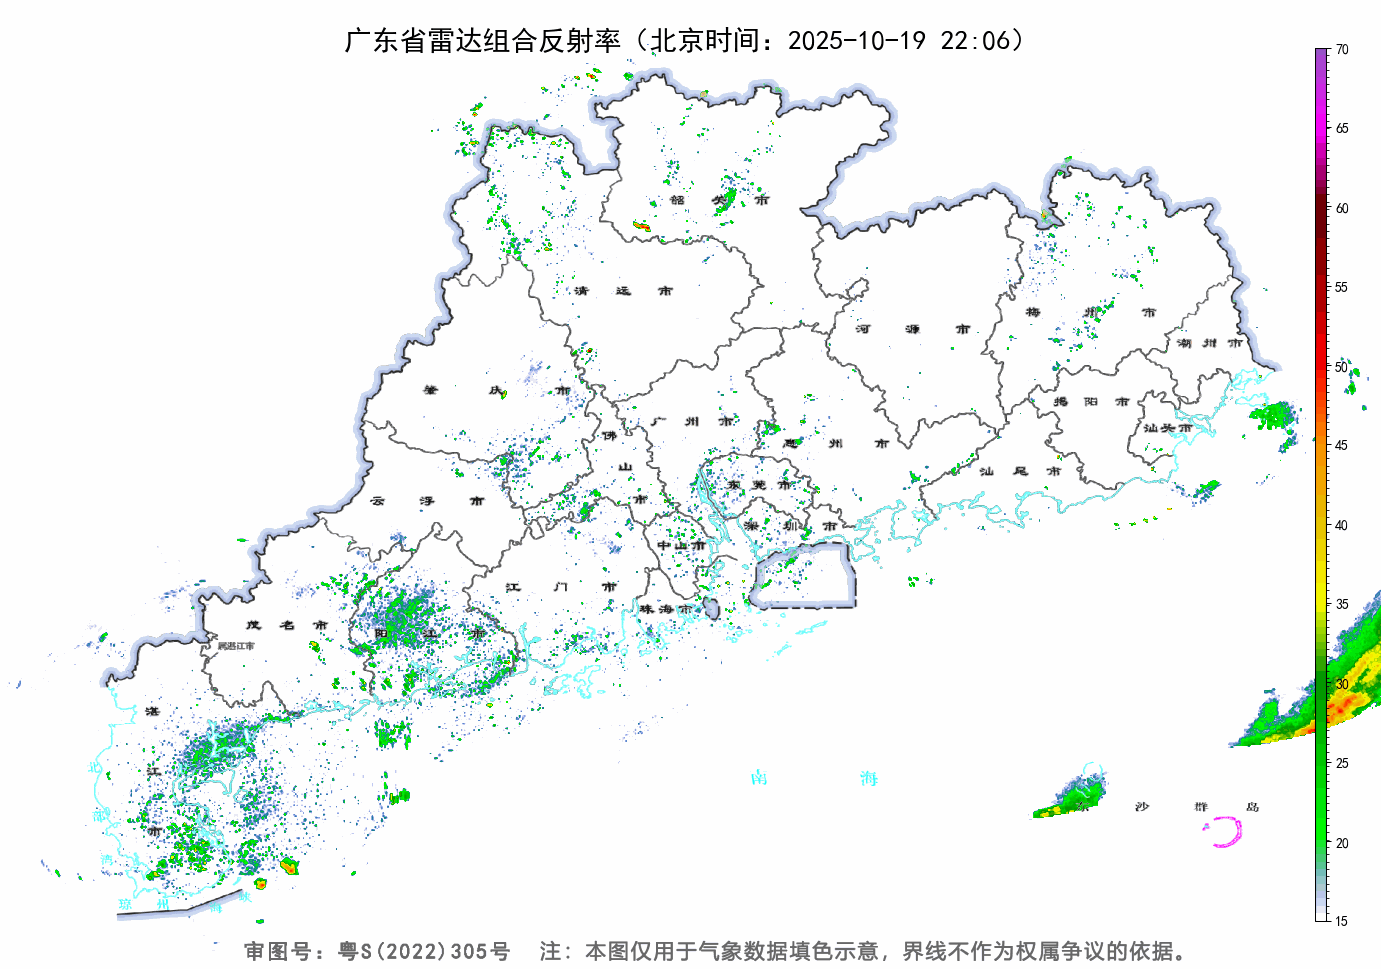 广东省雷达组合反射率（北京时间：2025-10-19 22:06）
70
65
60
55
50
45
40
35
30
25
20
15
韶关市
清远市
河源市
梅州市
潮州市
肇庆市
广州市
佛山市
惠州市
揭阳市
汕头市
汕尾市
云浮市
东莞市
深圳市
中山市
江门市
珠海市
茂名市
属湛江市
阳江市
湛江市
北部湾
琼州海峡
南海
东沙群岛
审图号：粤S(2022)305号 注：本图仅用于气象数据填色示意，界线不作为权属争议的依据。